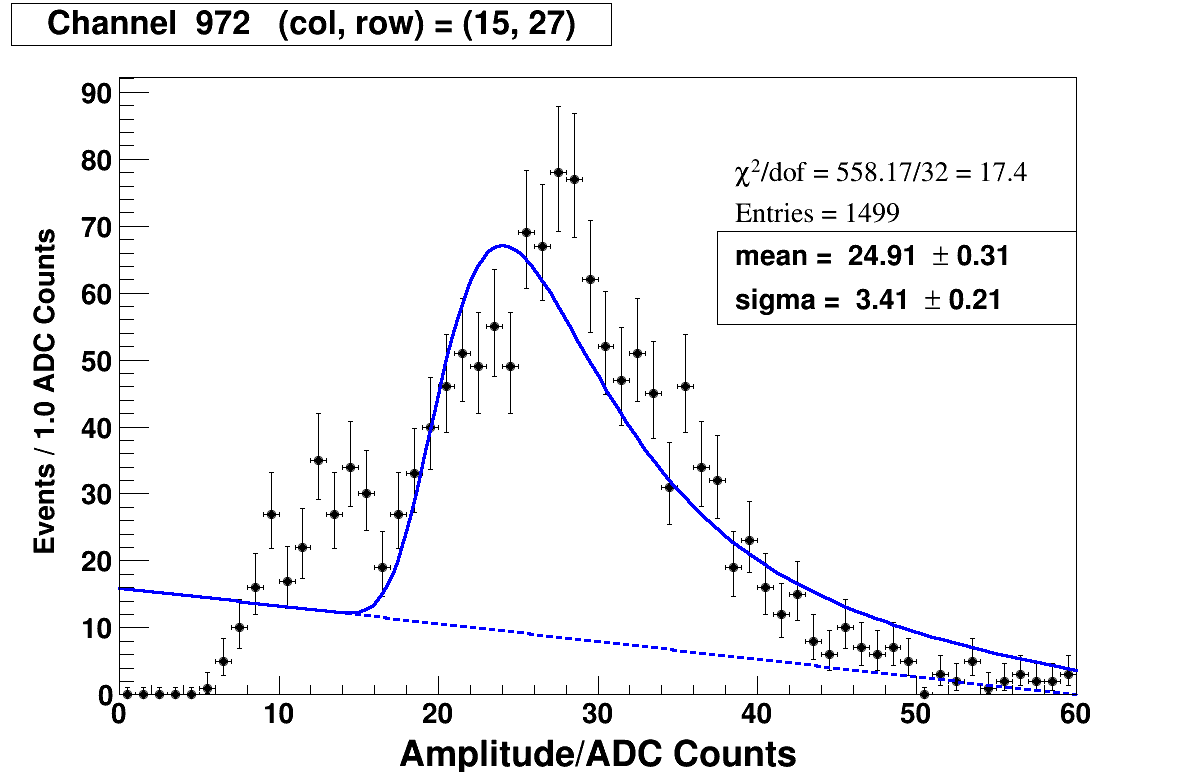 Channel 972 (col, row) = (15, 27)
90
80
70
60
50
40
30
20
10
0
Events / 1.0 ADC Counts
χ²/dof = 558.17/32 = 17.4
Entries = 1499
mean = 24.91 ± 0.31
sigma = 3.41 ± 0.21
0 10 20 30 40 50 60
Amplitude/ADC Counts